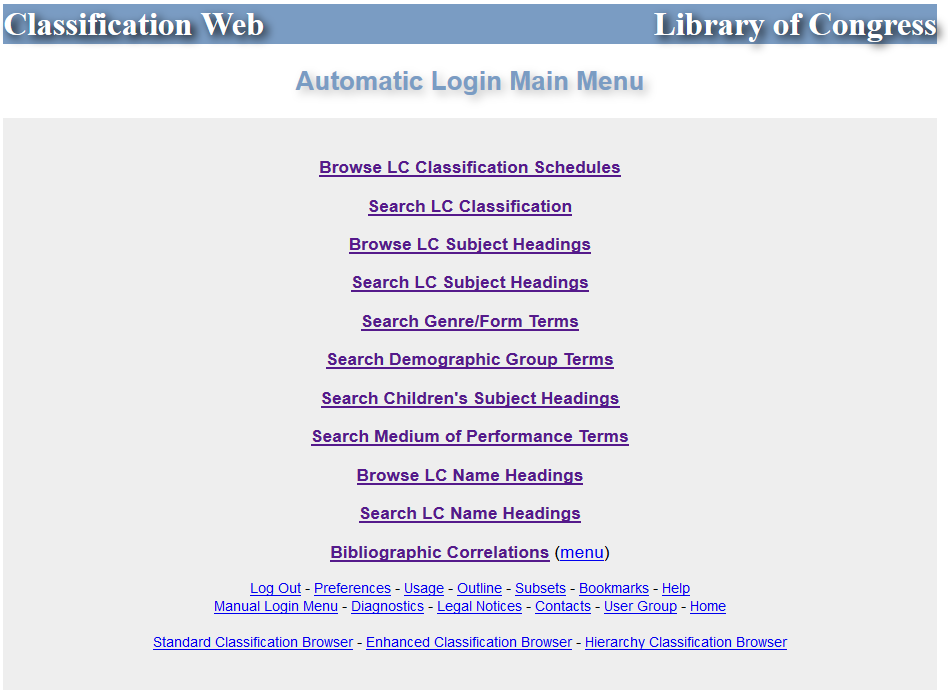 Classification Web Library of Congress
Automatic Login Main Menu
Browse LC Classification Schedules
Search LC Classification
Browse LC Subject Headings
Search LC Subject Headings
Search Genre/Form Terms
Search Demographic Group Terms
Search Children's Subject Headings
Search Medium of Performance Terms
Browse LC Name Headings
Search LC Name Headings
Bibliographic Correlations (menu)
Log Out - Preferences - Usage - Outline - Subsets - Bookmarks - Help
Manual Login Menu - Diagnostics - Legal Notices - Contacts - User Group - Home
Standard Classification Browser - Enhanced Classification Browser - Hierarchy Classification Browser